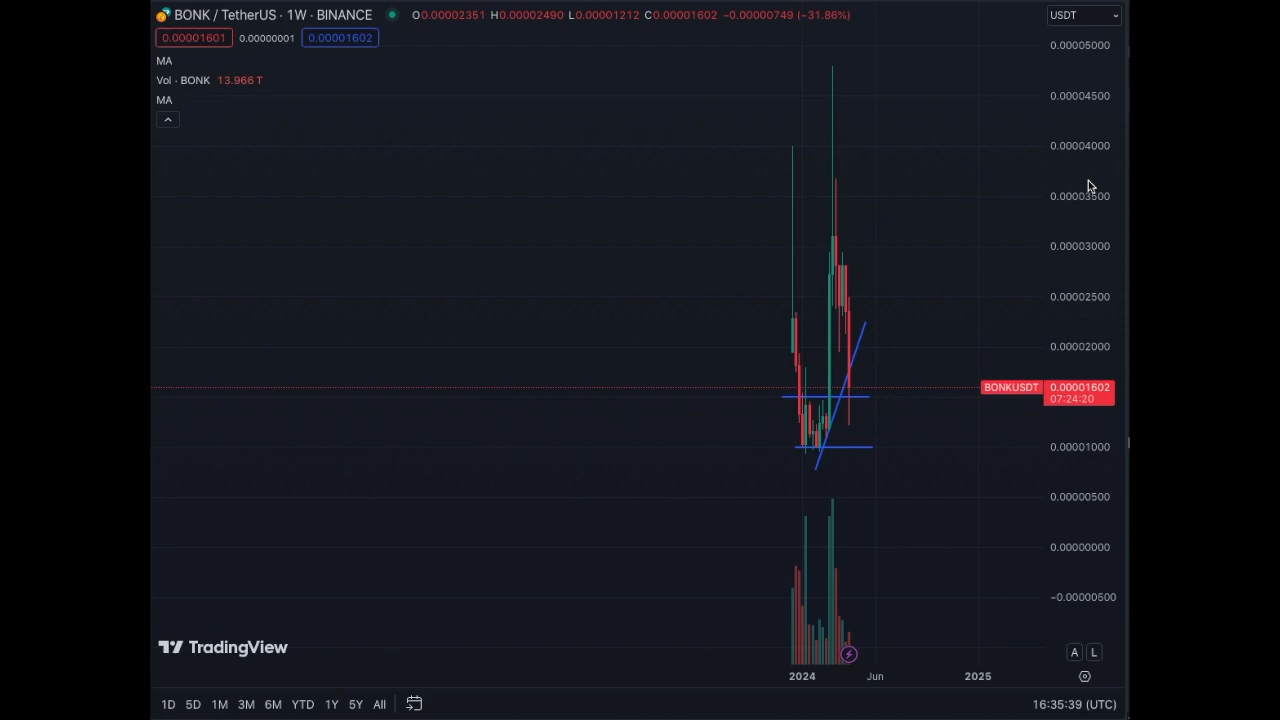 BONK / TetherUS · 1W · BINANCE O0.00002351 H0.00002490 L0.00001212 C0.00001602 −0.00000749 (−31.86%)
USDT
0.00001601 0.00000001 0.00001602
MA
Vol · BONK 13.966 T
MA
0.00005000
0.00004500
0.00004000
0.00003500
0.00003000
0.00002500
0.00002000
BONKUSDT 0.00001602
07:24:20
0.00001000
0.00000500
0.00000000
−0.00000500
TradingView
A L
2024 Jun 2025
1D 5D 1M 3M 6M YTD 1Y 5Y All 16:35:39 (UTC)